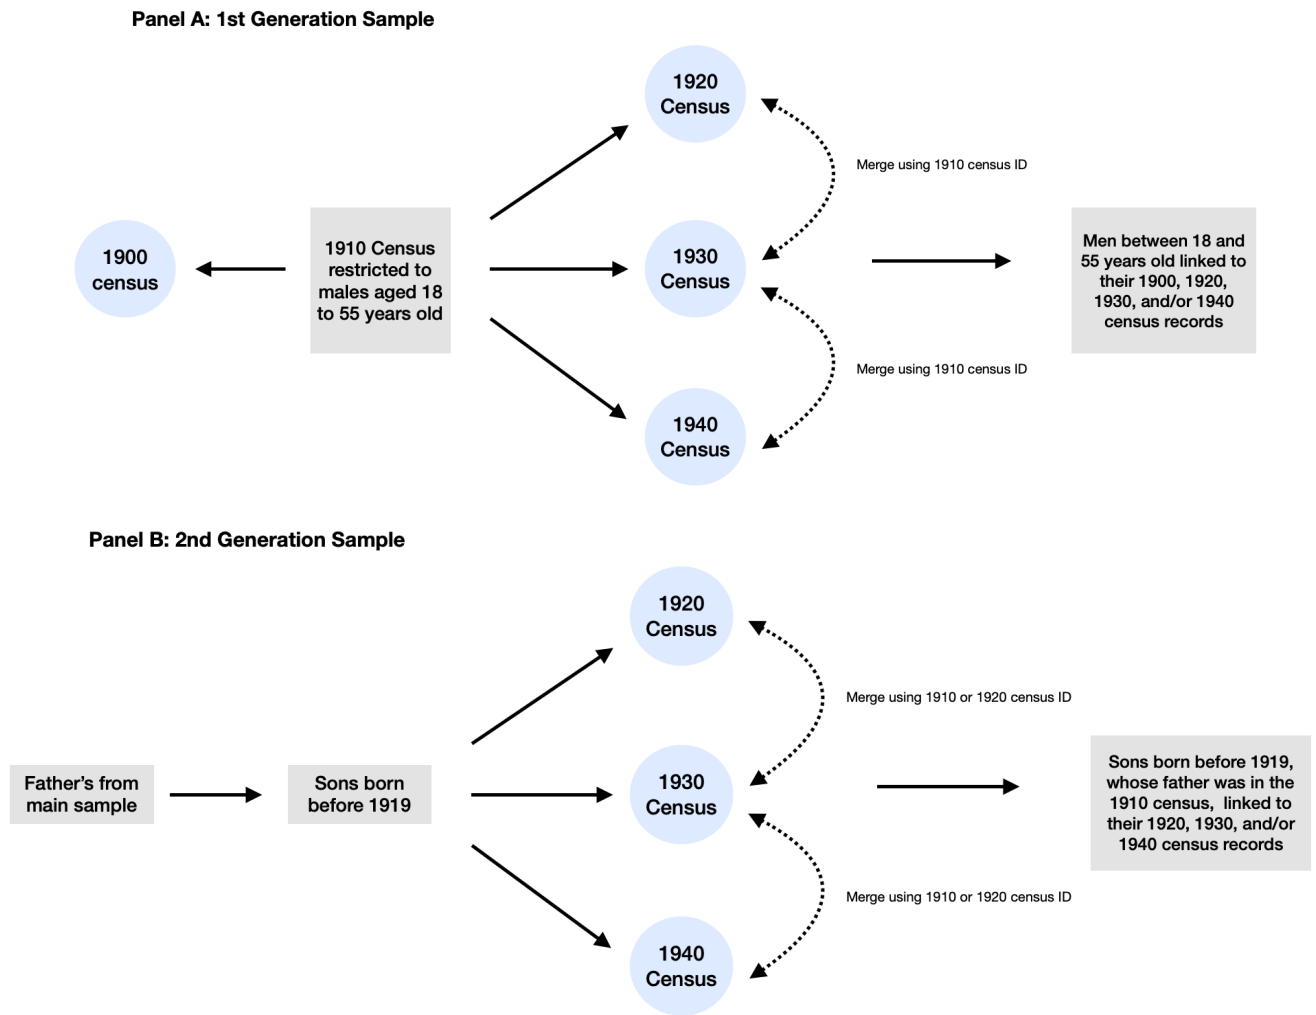 Panel A: 1st Generation Sample
1920
Census
Merge using 1910 census ID
1900
census
1910 Census
restricted to
males aged 18
to 55 years old
1930
Census
Men between 18 and
55 years old linked to
their 1900, 1920,
1930, and/or 1940
census records
Merge using 1910 census ID
1940
Census
Panel B: 2nd Generation Sample
1920
Census
Merge using 1910 or 1920 census ID
Father's from
main sample
Sons born
before 1919
1930
Census
Sons born before 1919,
whose father was in the
1910 census, linked to
their 1920, 1930, and/or
1940 census records
Merge using 1910 or 1920 census ID
1940
Census